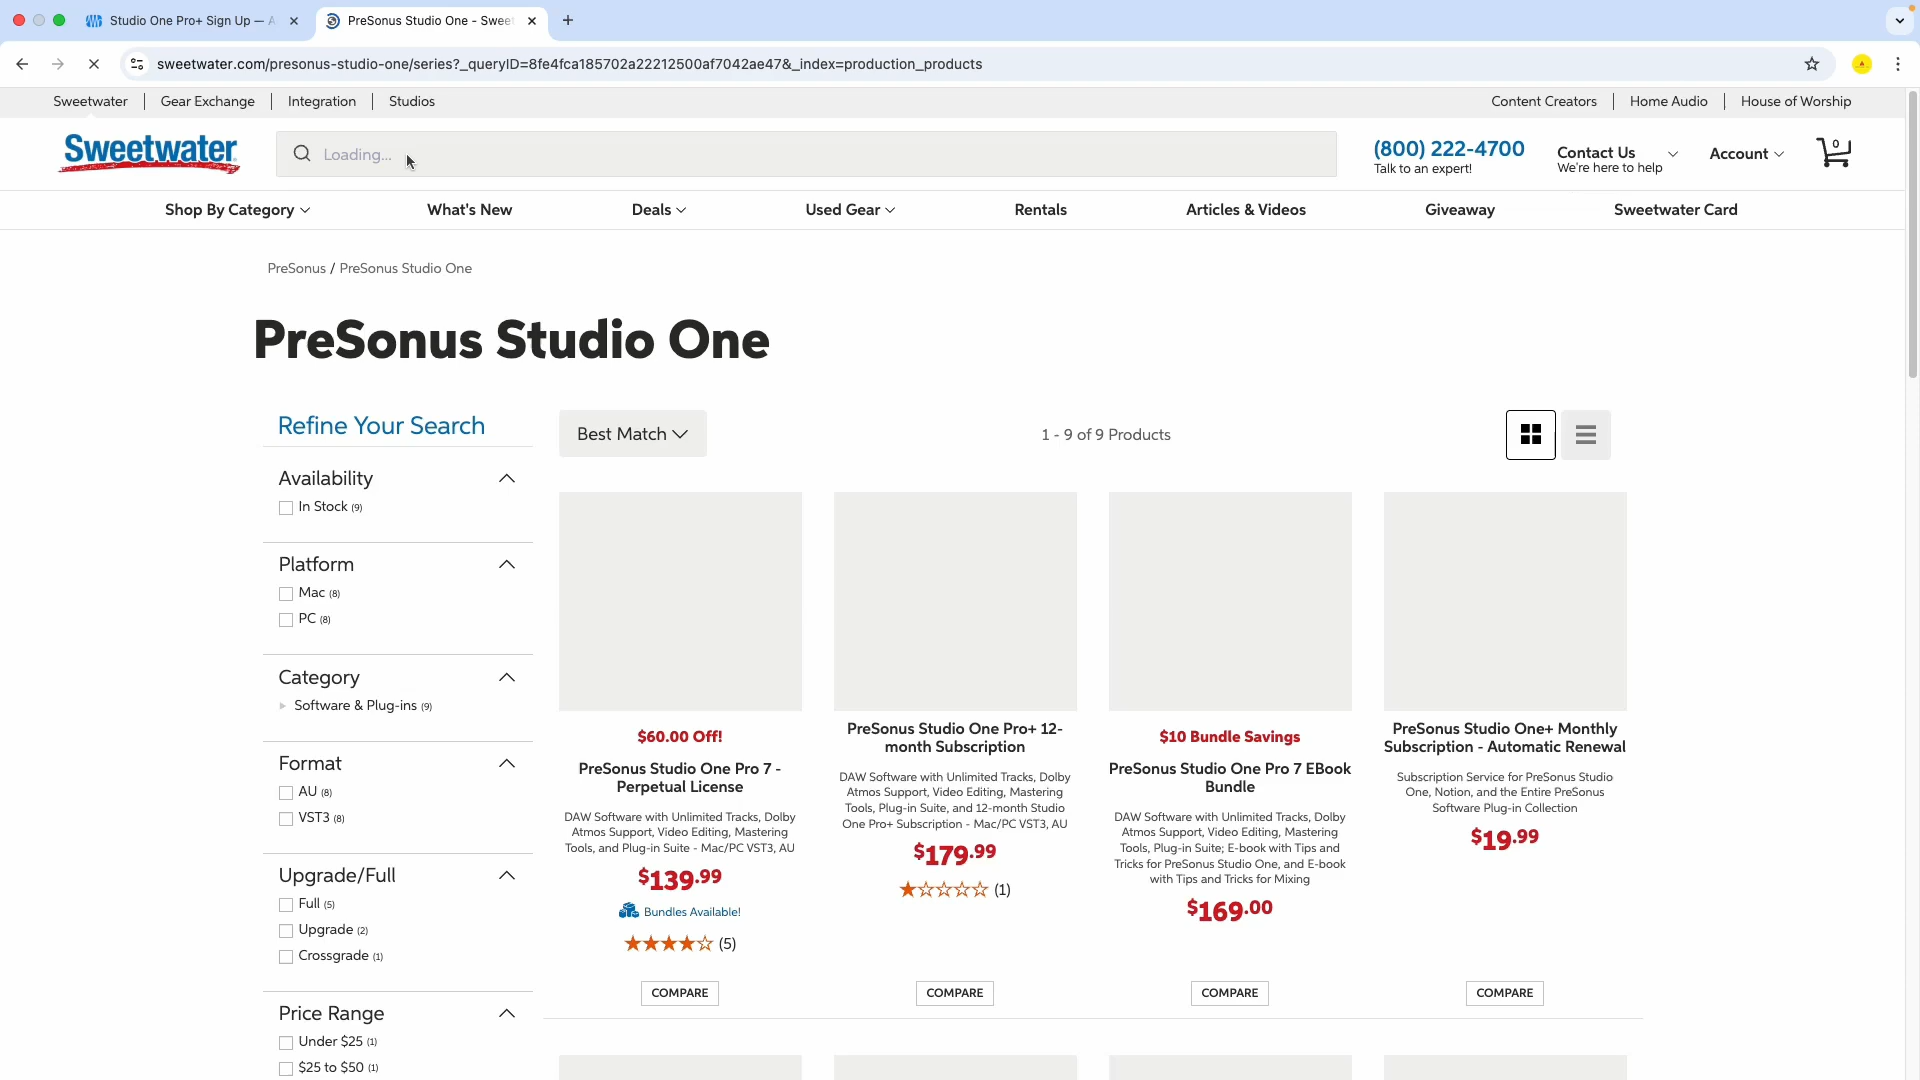 Studio One Pro+ Sign Up —
PreSonus Studio One - Sweet
sweetwater.com/presonus-studio-one/series?_queryID=8fe4fca185702a22212500af7042ae47&_index=production_products
Sweetwater
Gear Exchange
Integration
Studios
Content Creators
Home Audio
House of Worship
Sweetwater
Loading...
(800) 222-4700
Talk to an expert!
Contact Us
We're here to help
Account
0
Shop By Category
What's New
Deals
Used Gear
Rentals
Articles & Videos
Giveaway
Sweetwater Card
PreSonus / PreSonus Studio One
PreSonus Studio One
Refine Your Search
Best Match
1 - 9 of 9 Products
Availability
In Stock (9)
Platform
Mac (8)
PC (8)
Category
Software & Plug-ins (9)
Format
AU (8)
VST3 (8)
Upgrade/Full
Full (5)
Upgrade (2)
Crossgrade (1)
Price Range
Under $25 (1)
$25 to $50 (1)
$60.00 Off!
PreSonus Studio One Pro 7 -
Perpetual License
DAW Software with Unlimited Tracks, Dolby
Atmos Support, Video Editing, Mastering
Tools, and Plug-in Suite - Mac/PC VST3, AU
$139.99
Bundles Available!
(5)
COMPARE
PreSonus Studio One Pro+ 12-
month Subscription
DAW Software with Unlimited Tracks, Dolby
Atmos Support, Video Editing, Mastering
Tools, Plug-in Suite, and 12-month Studio
One Pro+ Subscription - Mac/PC VST3, AU
$179.99
(1)
COMPARE
$10 Bundle Savings
PreSonus Studio One Pro 7 EBook
Bundle
DAW Software with Unlimited Tracks, Dolby
Atmos Support, Video Editing, Mastering
Tools, Plug-in Suite; E-book with Tips and
Tricks for PreSonus Studio One, and E-book
with Tips and Tricks for Mixing
$169.00
COMPARE
PreSonus Studio One+ Monthly
Subscription - Automatic Renewal
Subscription Service for PreSonus Studio
One, Notion, and the Entire PreSonus
Software Plug-in Collection
$19.99
COMPARE